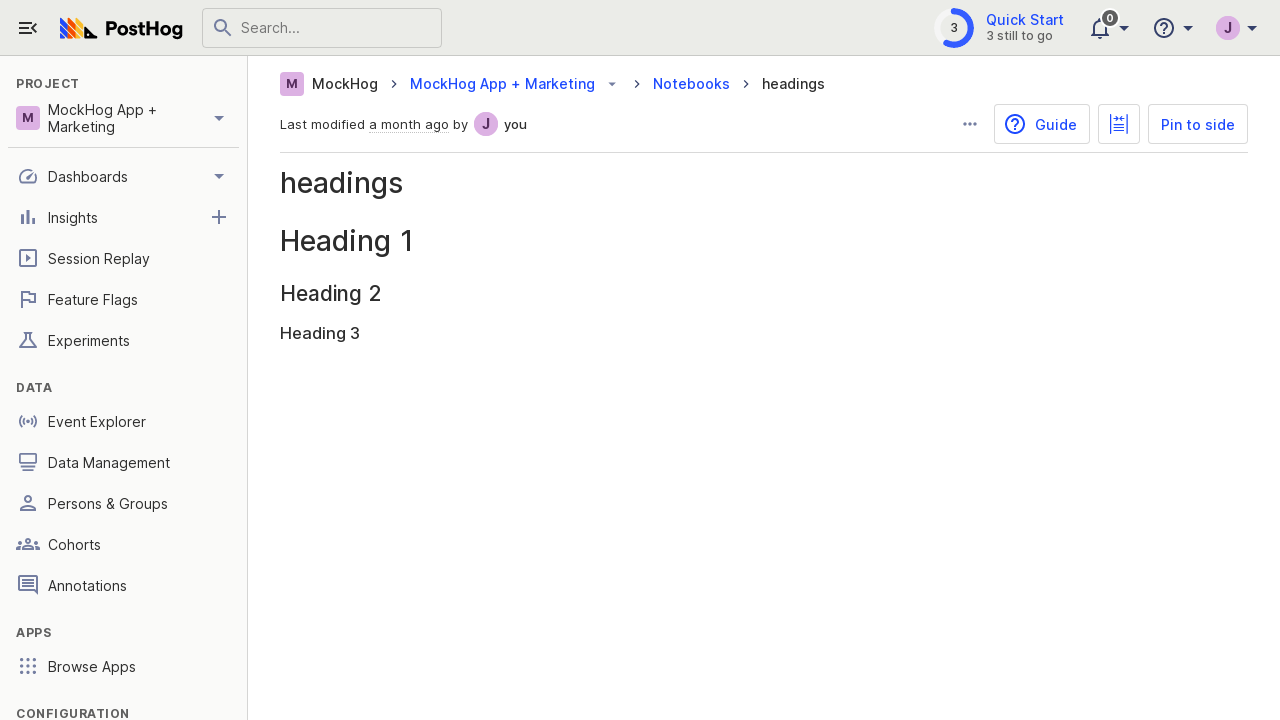 PostHog
Search...
3
Quick Start
3 still to go
0
J
PROJECT
M
MockHog App +
Marketing
Dashboards
Insights
Session Replay
Feature Flags
Experiments
DATA
Event Explorer
Data Management
Persons & Groups
Cohorts
Annotations
APPS
Browse Apps
CONFIGURATION
M MockHog MockHog App + Marketing Notebooks headings
Last modified a month ago by J you
Guide
Pin to side
headings
Heading 1
Heading 2
Heading 3